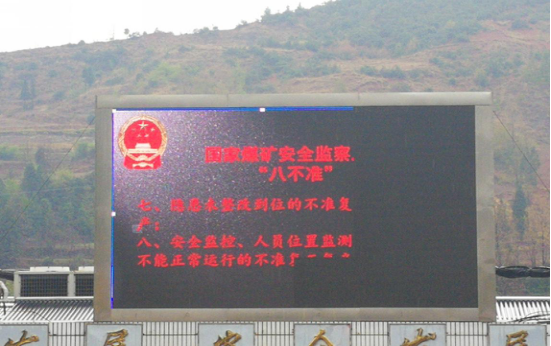 国家煤矿安全监察
“八不准”
七、隐患未整改到位的不准复
产;
八、安全监控、人员位置监测
不能正常运行的不准